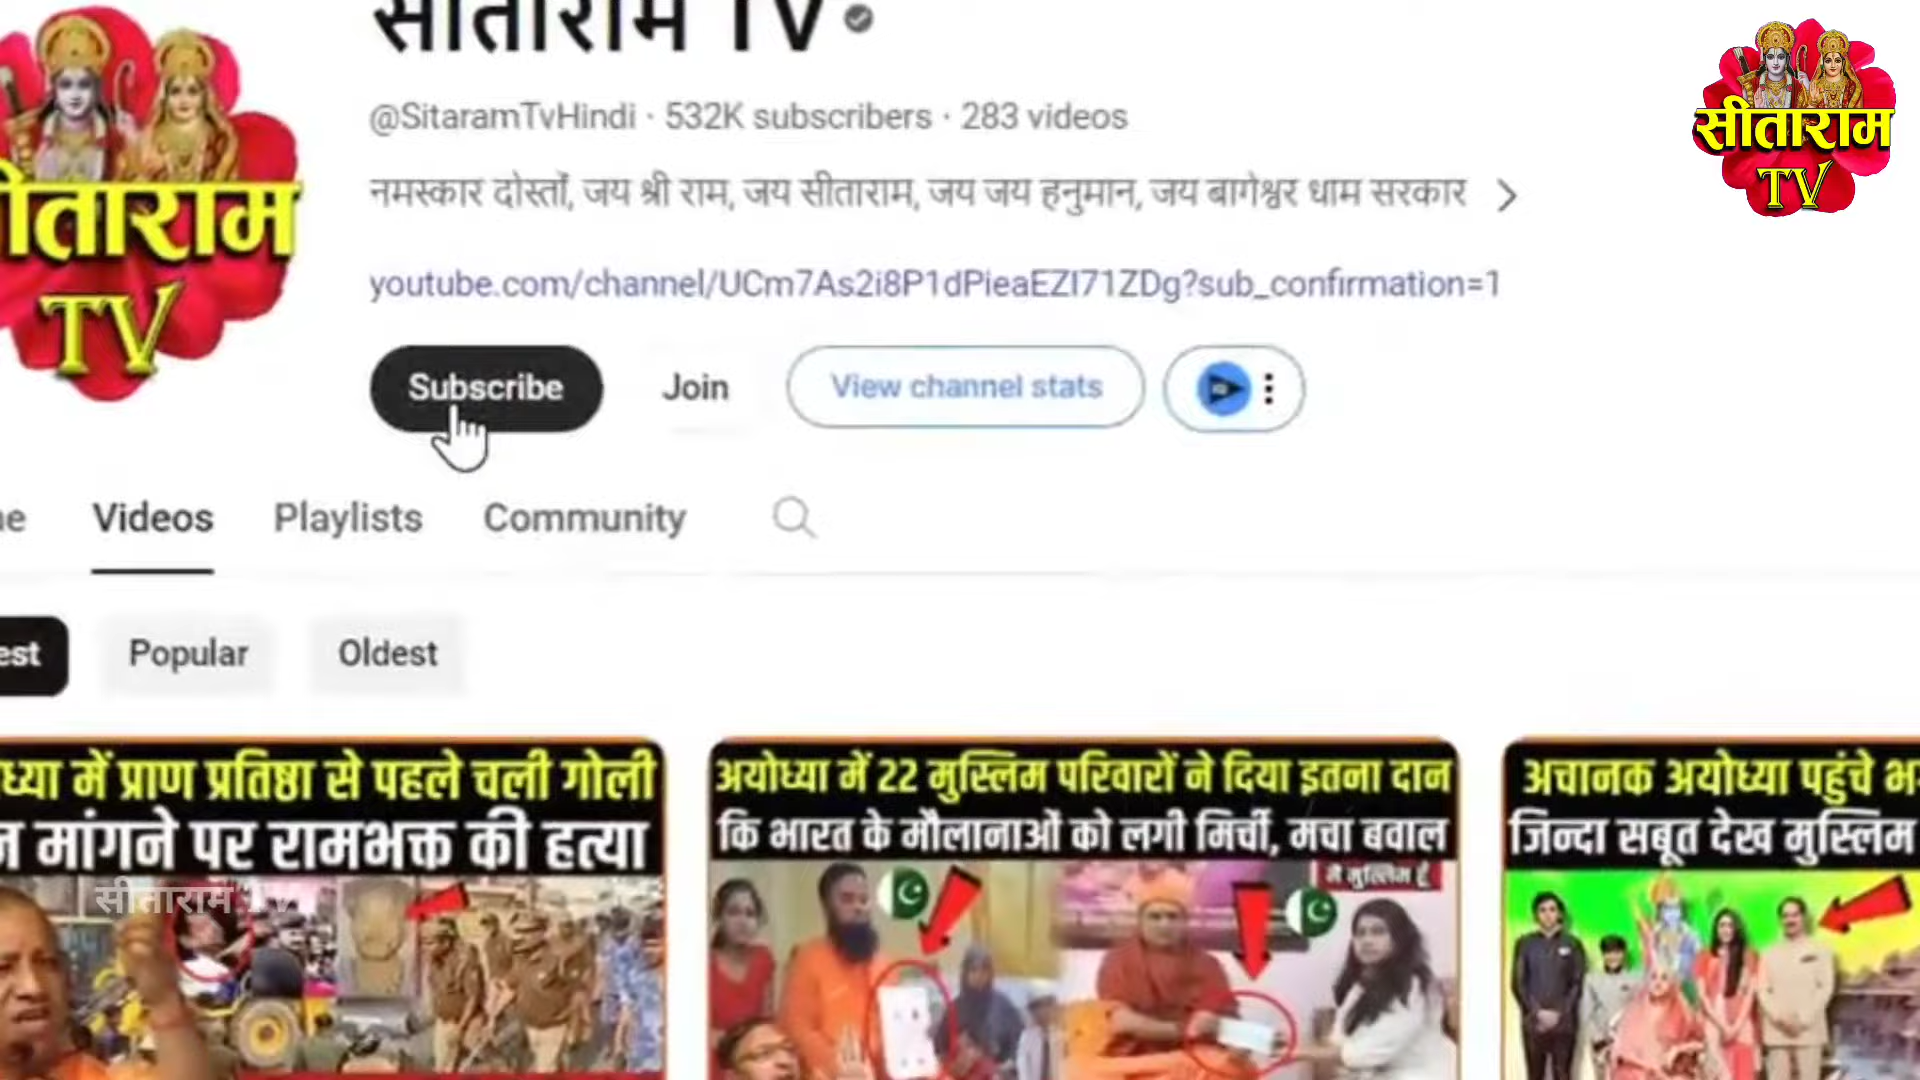 सीताराम TV
@SitaramTvHindi · 532K subscribers · 283 videos
नमस्कार दोस्तों, जय श्री राम, जय सीताराम, जय जय हनुमान, जय बागेश्वर धाम सरकार
youtube.com/channel/UCm7As2i8P1dPieaEZI71ZDg?sub_confirmation=1
Subscribe Join View channel stats
सीताराम
TV
सीताराम
TV
Videos Playlists Community
Popular Oldest
में प्राण प्रतिष्ठा से पहले चली गोली
मांगने पर रामभक्त की हत्या
सीताराम TV
अयोध्या में 22 मुस्लिम परिवारों ने दिया इतना दान
कि भारत के मौलानाओं को लगी मिर्ची, मचा बवाल
मै मुस्लिम हूँ
अचानक अयोध्या पहुंचे
जिन्दा सबूत देख मुस्लिम